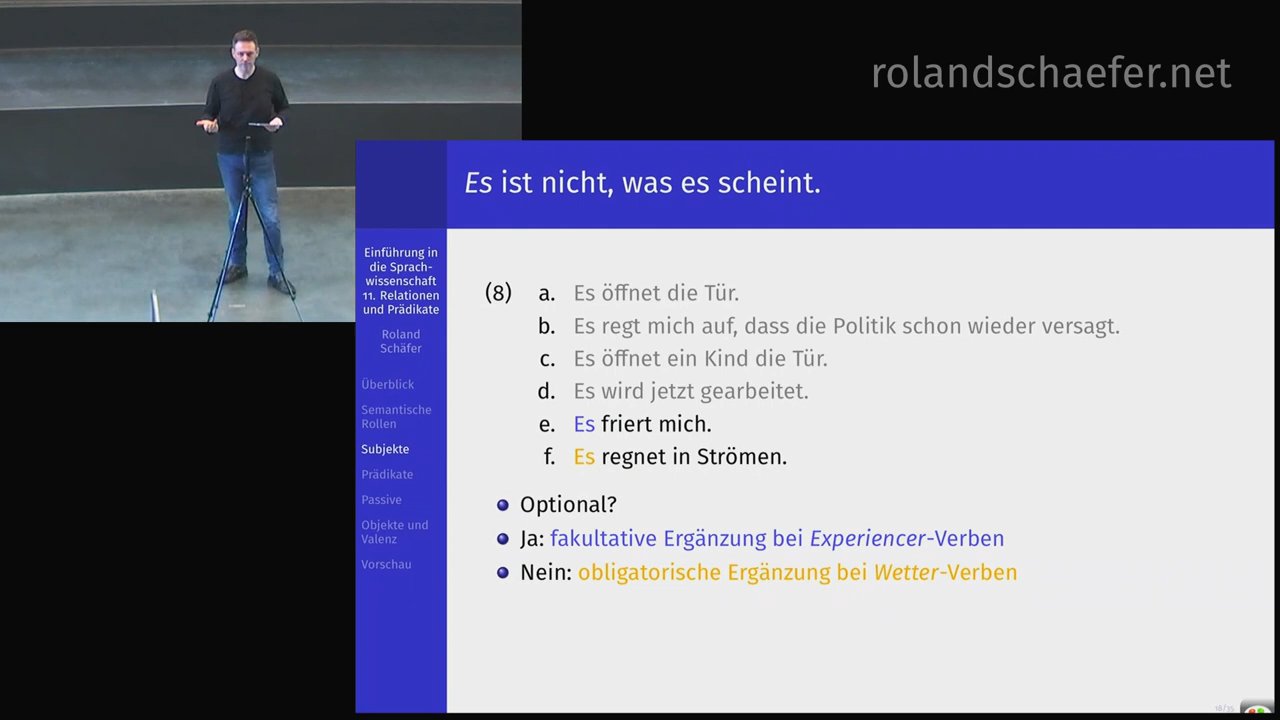 rolandschaefer.net
Es ist nicht, was es scheint.
Einführung in
die Sprach-
wissenschaft
11. Relationen
und Prädikate
Roland
Schäfer
Überblick
Semantische
Rollen
Subjekte
Prädikate
Passive
Objekte und
Valenz
Vorschau
(8) a. Es öffnet die Tür.
b. Es regt mich auf, dass die Politik schon wieder versagt.
c. Es öffnet ein Kind die Tür.
d. Es wird jetzt gearbeitet.
e. Es friert mich.
f. Es regnet in Strömen.
Optional?
Ja: fakultative Ergänzung bei Experiencer-Verben
Nein: obligatorische Ergänzung bei Wetter-Verben
18/35